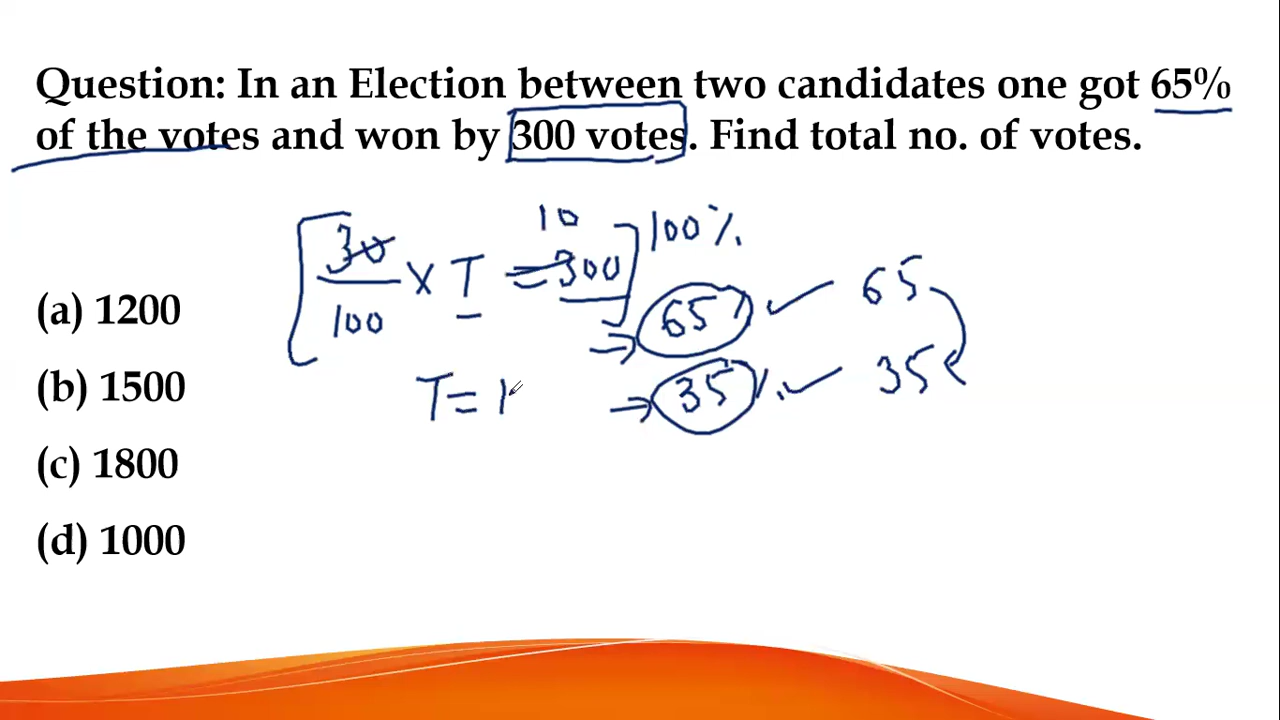 Question: In an Election between two candidates one got 65%
of the votes and won by 300 votes. Find total no. of votes.
10
30/100 × T = 300 100%
65% 65
(a) 1200
35% 35
(b) 1500
T = 1
(c) 1800
(d) 1000